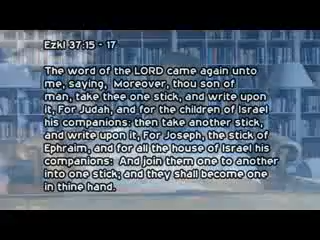 Ezkl 37:15 - 17
The word of the LORD came again unto
me, saying, Moreover, thou son of
man, take thee one stick, and write upon
it, For Judah, and for the children of Israel
his companions: then take another stick,
and write upon it, For Joseph, the stick of
Ephraim, and for all the house of Israel his
companions: And join them one to another
into one stick; and they shall become one
in thine hand.